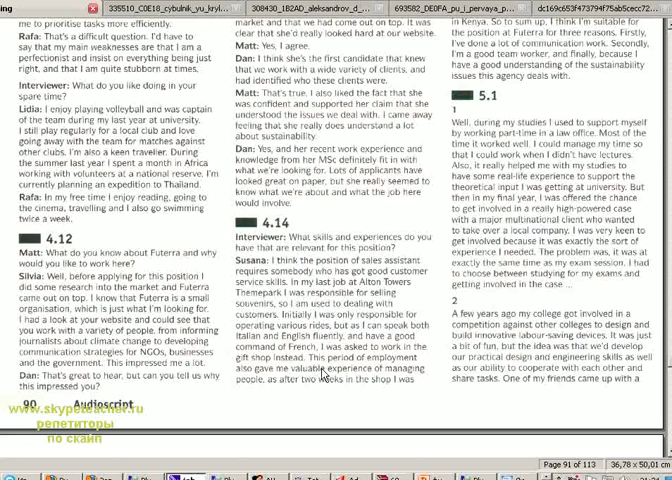 ing
335510_C0E18_cybulnik_yu_kryl...
308430_1B2AD_aleksandrov_d_...
693582_DE0FA_pu_i_pervaya_p...
dc169c653f473794f75ab5cecc72...
me to prioritise tasks more efficiently.
Rafa: That's a difficult question. I'd have to
say that my main weaknesses are that I am a
perfectionist and insist on everything being just
right, and that I am quite stubborn at times.
Interviewer: What do you like doing in your
spare time?
Lidia: I enjoy playing volleyball and was captain
of the team during my last year at university.
I still play regularly for a local club and love
going away with the team for matches against
other clubs. I'm also a keen traveller. During
the summer last year I spent a month in Africa
working with volunteers at a national reserve. I'm
currently planning an expedition to Thailand.
Rafa: In my free time I enjoy reading, going to
the cinema, travelling and I also go swimming
twice a week.
4.12
Matt: What do you know about Futerra and why
would you like to work here?
Silvia: Well, before applying for this position I
did some research into the market and Futerra
came out on top. I know that Futerra is a small
organisation, which is just what I'm looking for.
I had a look at your website and could see that
you work with a variety of people, from informing
journalists about climate change to developing
communication strategies for NGOs, businesses
and the government. This impressed me a lot.
Dan: That's great to hear, but can you tell us why
this impressed you?
90 Audioscript
www.skypeteacher.ru
репетиторы
по скайп
market and that we had come out on top. It was
clear that she'd really looked hard at our website.
Matt: Yes, I agree.
Dan: I think she's the first candidate that knew
that we work with a wide variety of clients, and
had identified who these clients were.
Matt: That's true. I also liked the fact that she
was confident and supported her claim that she
understood the issues we deal with. I came away
feeling that she really does understand a lot
about sustainability.
Dan: Yes, and her recent work experience and
knowledge from her MSc definitely fit in with
what we're looking for. Lots of applicants have
looked great on paper, but she really seemed to
know what we're about and what the job here
would involve.
4.14
Interviewer: What skills and experiences do you
have that are relevant for this position?
Susana: I think the position of sales assistant
requires somebody who has got good customer
service skills. In my last job at Alton Towers
Themepark I was responsible for selling
souvenirs, so I am used to dealing with
customers. Initially I was only responsible for
operating various rides, but as I can speak both
Italian and English fluently, and have a good
command of French, I was asked to work in the
gift shop instead. This period of employment
also gave me valuable experience of managing
people, as after two weeks in the shop I was
in Kenya. So to sum up, I think I'm suitable for
the position at Futerra for three reasons. Firstly,
I've done a lot of communication work. Secondly,
I'm a good team worker, and finally, because I
have a good understanding of the sustainability
issues this agency deals with.
5.1
1
Well, during my studies I used to support myself
by working part-time in a law office. Most of the
time it worked well. I could manage my time so
that I could work when I didn't have lectures.
Also, it really helped me with my studies to
have some real-life experience to support the
theoretical input I was getting at university. But
then in my final year, I was offered the chance
to get involved in a really high-powered case
with a major multinational client who wanted
to take over a local company. I was very keen to
get involved because it was exactly the sort of
experience I needed. The problem was, it was at
exactly the same time as my exam session. I had
to choose between studying for my exams and
getting involved in the case ...
2
A few years ago my college got involved in a
competition against other colleges to design and
build innovative labour-saving devices. It was just
a bit of fun, but the idea was that we'd develop
our practical design and engineering skills as well
as our ability to cooperate with each other and
share tasks. One of my friends came up with a
Page 91 of 113
36,78 x 50,01 cm